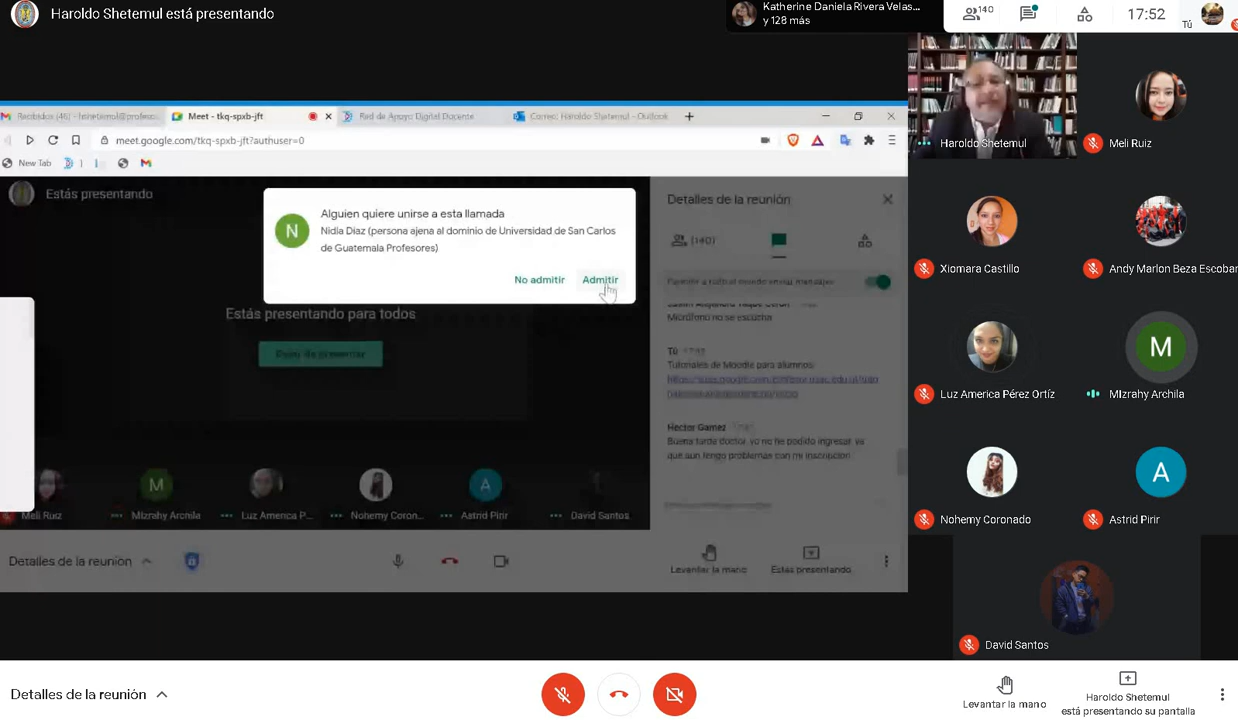 Haroldo Shetemul está presentando
Katherine Daniela Rivera Velas...
y 128 más
140
17:52
Tú
Meet - tkq-spxb-jft
Red de Apoyo Digital Docente
Correo: Haroldo Shetemul - Outlook
meet.google.com/tkq-spxb-jft?authuser=0
New Tab
Estás presentando
Alguien quiere unirse a esta llamada
N
Nidia Diaz (persona ajena al dominio de Universidad de San Carlos
de Guatemala Profesores)
No admitir
Admitir
Estás presentando para todos
Detalles de la reunión
(140)
Micrófono no se escucha
Tú
Tutoriales de Moodle para alumnos:
Hector Gamez
Buena tarde doctor, yo no he podido ingresar, ya
que aun tengo problemas con mi inscripción
Meli Ruiz
M
MIzrahy Archila
Luz America P...
Nohemy Coron...
A
Astrid Pirir
David Santos
Detalles de la reunión
Levantar la mano
Estás presentando
Haroldo Shetemul
Meli Ruiz
Xiomara Castillo
Andy Marlon Beza Escobar
Luz America Pérez Ortíz
M
MIzrahy Archila
Nohemy Coronado
A
Astrid Pirir
David Santos
Detalles de la reunión
Levantar la mano
Haroldo Shetemul
está presentando su pantalla